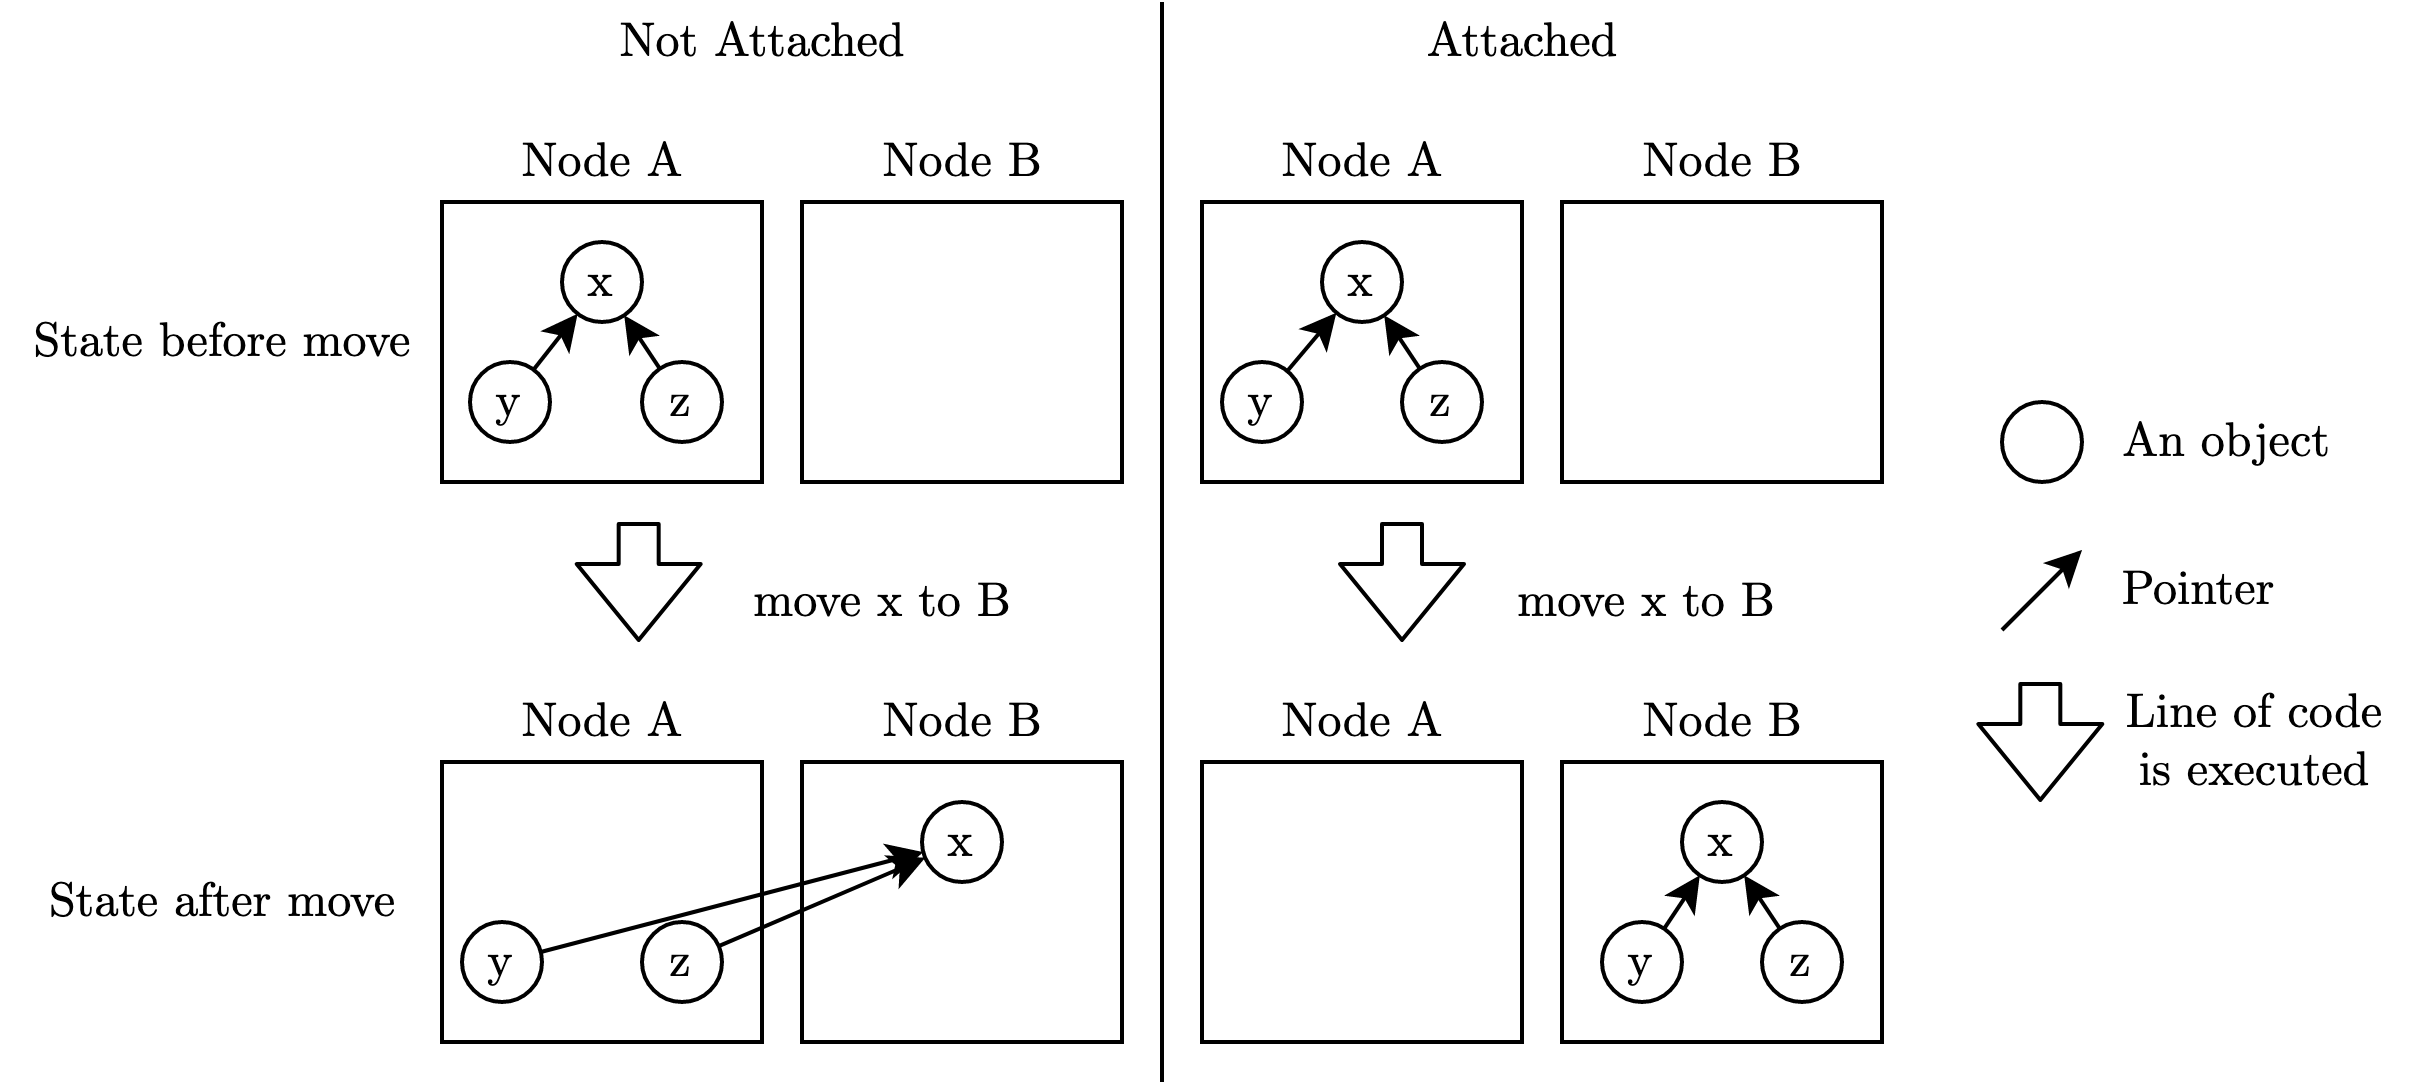 Not Attached
Attached
Node A
Node B
Node A
Node B
x
x
State before move
y
z
y
z
An object
Pointer
move x to B
move x to B
Node A
Node B
Node A
Node B
Line of code
is executed
x
x
State after move
y
z
y
z